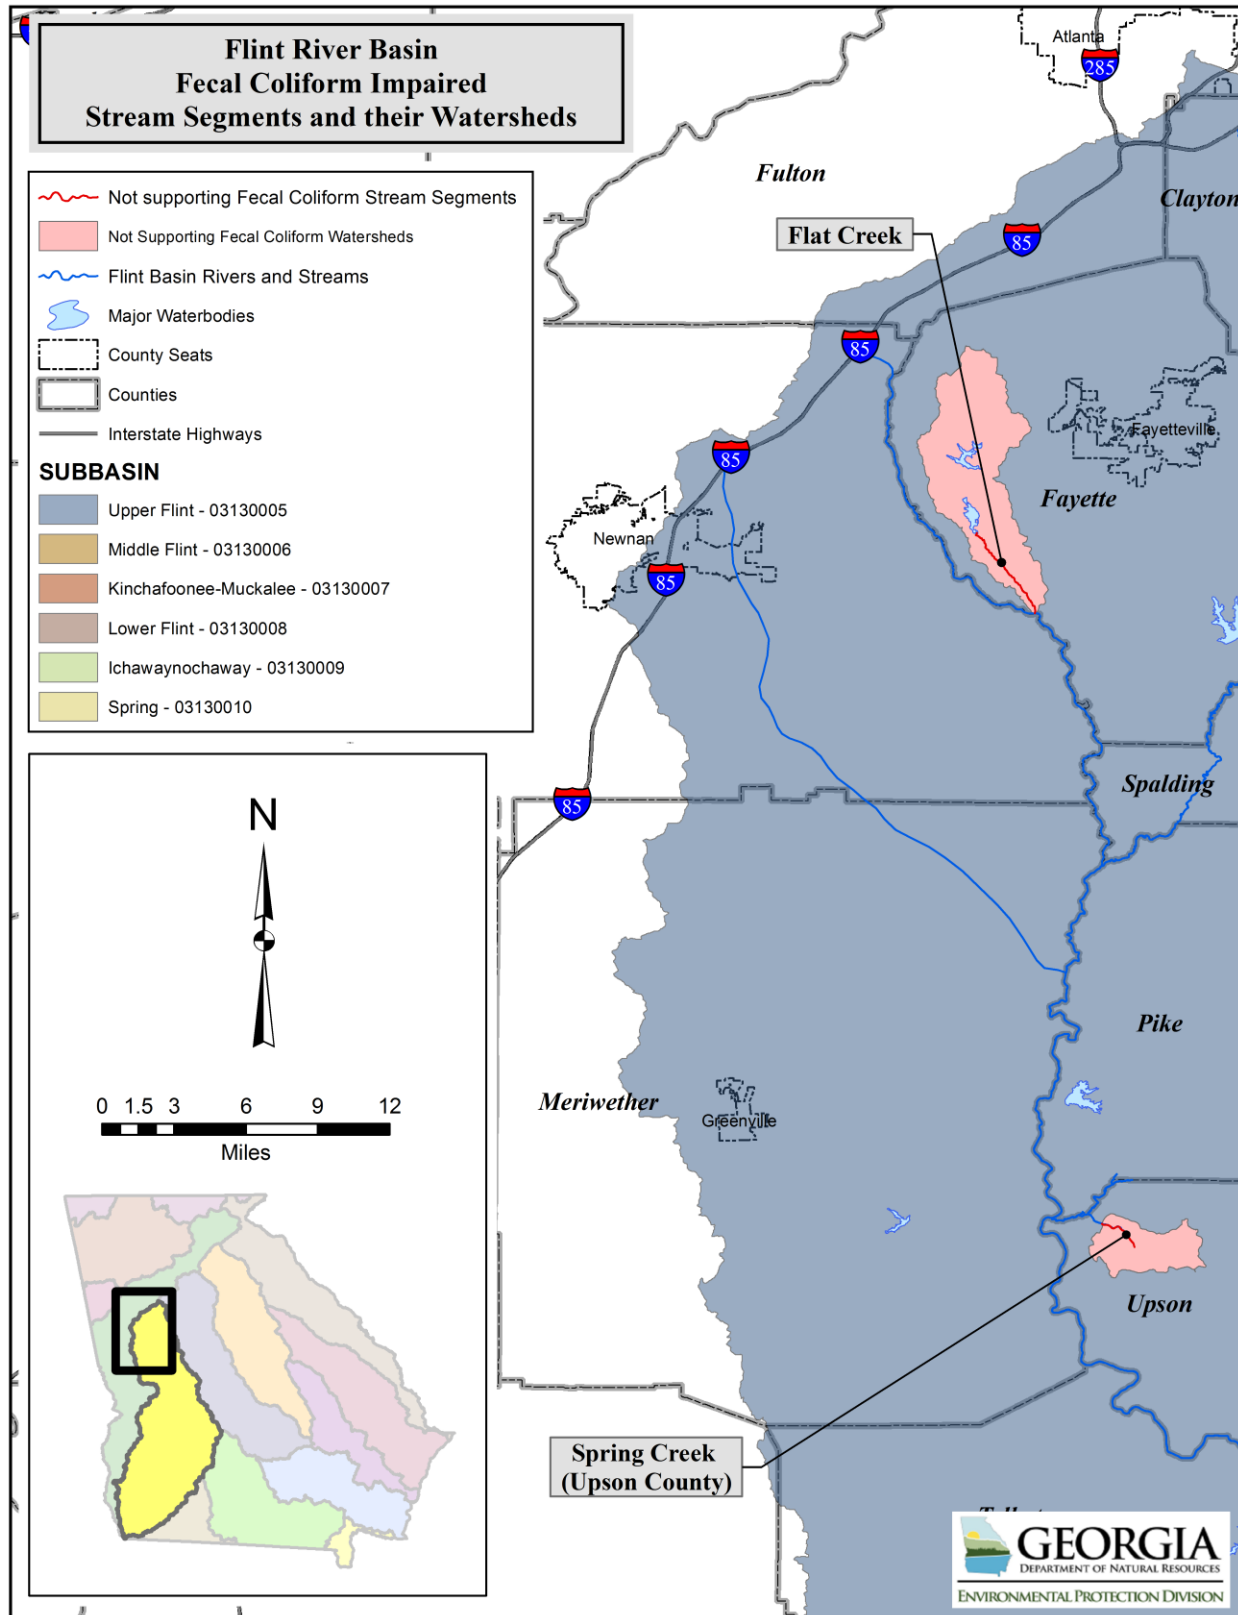 Flint River Basin
Fecal Coliform Impaired
Stream Segments and their Watersheds
Not supporting Fecal Coliform Stream Segments
Not Supporting Fecal Coliform Watersheds
Flint Basin Rivers and Streams
Major Waterbodies
County Seats
Counties
Interstate Highways
SUBBASIN
Upper Flint - 03130005
Middle Flint - 03130006
Kinchafoonee-Muckalee - 03130007
Lower Flint - 03130008
Ichawaynochaway - 03130009
Spring - 03130010
N
0 1.5 3 6 9 12
Miles
Atlanta
285
Fulton
Clayton
Flat Creek
85
85
Fayetteville
85
Fayette
Newnan
85
Spalding
85
Pike
Meriwether
Greenville
Upson
Spring Creek
(Upson County)
GEORGIA
DEPARTMENT OF NATURAL RESOURCES
ENVIRONMENTAL PROTECTION DIVISION